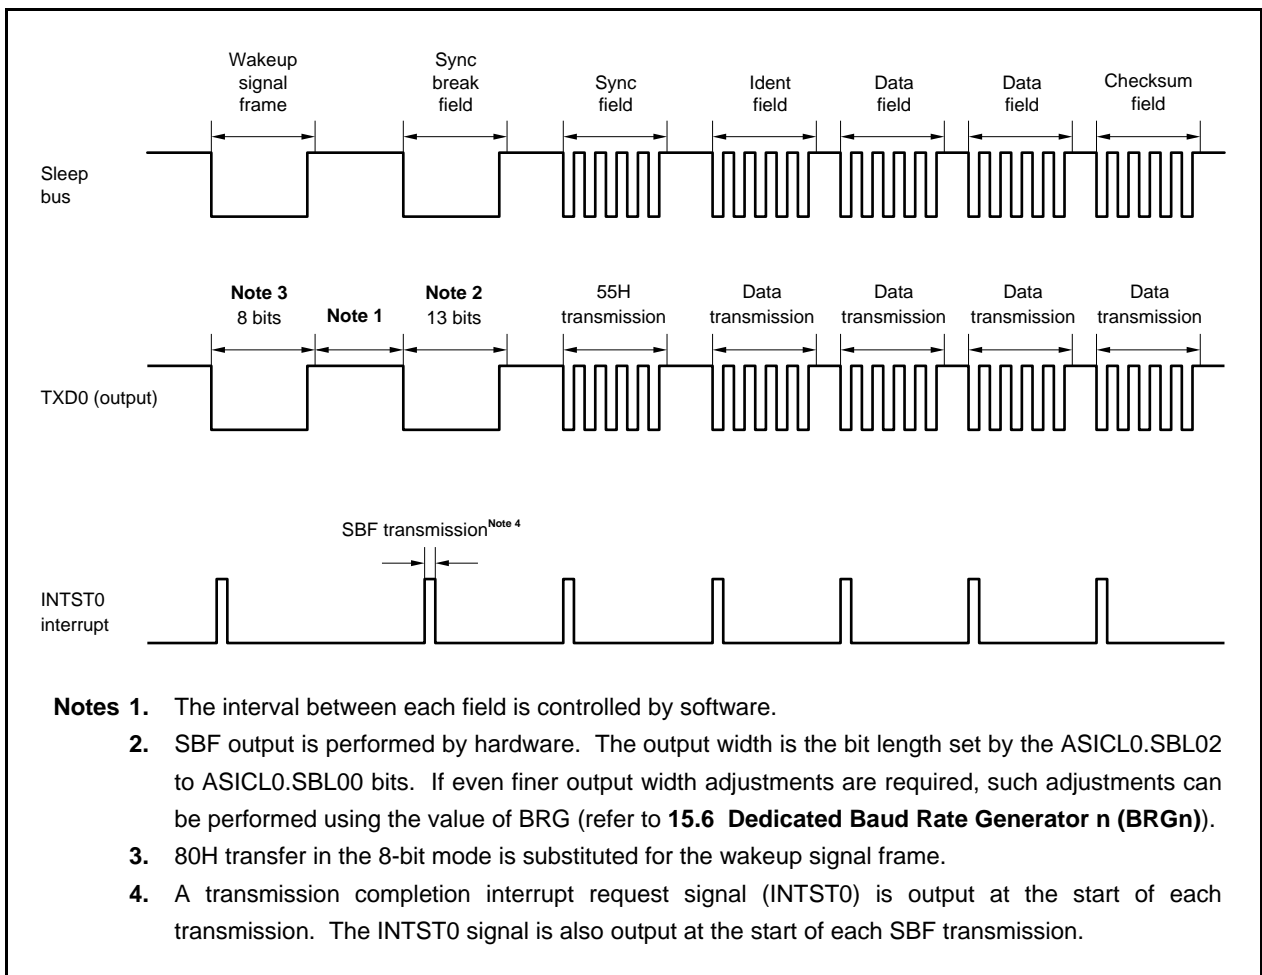 Wakeup signal frame
Sync break field
Sync field
Ident field
Data field
Data field
Checksum field
Sleep bus
Note 3
8 bits
Note 1
Note 2
13 bits
55H transmission
Data transmission
Data transmission
Data transmission
Data transmission
TXD0 (output)
SBF transmission Note 4
INTST0 interrupt
Notes 1. The interval between each field is controlled by software.
2. SBF output is performed by hardware. The output width is the bit length set by the ASICL0.SBL02
to ASICL0.SBL00 bits. If even finer output width adjustments are required, such adjustments can
be performed using the value of BRG (refer to 15.6 Dedicated Baud Rate Generator n (BRGn)).
3. 80H transfer in the 8-bit mode is substituted for the wakeup signal frame.
4. A transmission completion interrupt request signal (INTST0) is output at the start of each
transmission. The INTST0 signal is also output at the start of each SBF transmission.